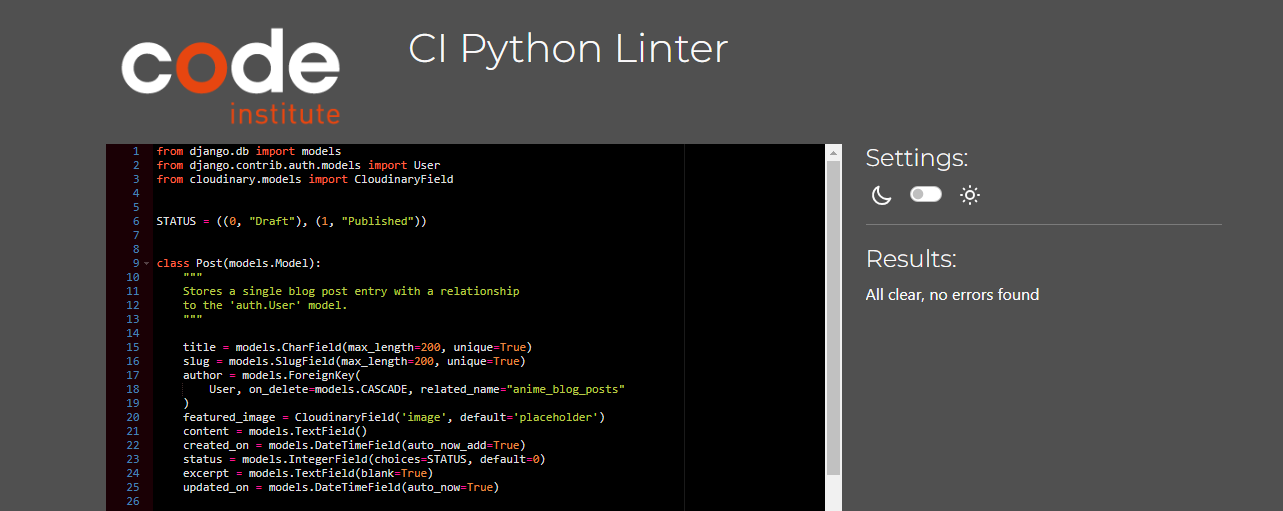 code
institute
CI Python Linter
1 from django.db import models
2 from django.contrib.auth.models import User
3 from cloudinary.models import CloudinaryField
4
5
6 STATUS = ((0, "Draft"), (1, "Published"))
7
8
9 class Post(models.Model):
10     """
11     Stores a single blog post entry with a relationship
12     to the 'auth.User' model.
13     """
14
15     title = models.CharField(max_length=200, unique=True)
16     slug = models.SlugField(max_length=200, unique=True)
17     author = models.ForeignKey(
18         User, on_delete=models.CASCADE, related_name="anime_blog_posts"
19     )
20     featured_image = CloudinaryField('image', default='placeholder')
21     content = models.TextField()
22     created_on = models.DateTimeField(auto_now_add=True)
23     status = models.IntegerField(choices=STATUS, default=0)
24     excerpt = models.TextField(blank=True)
25     updated_on = models.DateTimeField(auto_now=True)
26
Settings:
Results:
All clear, no errors found